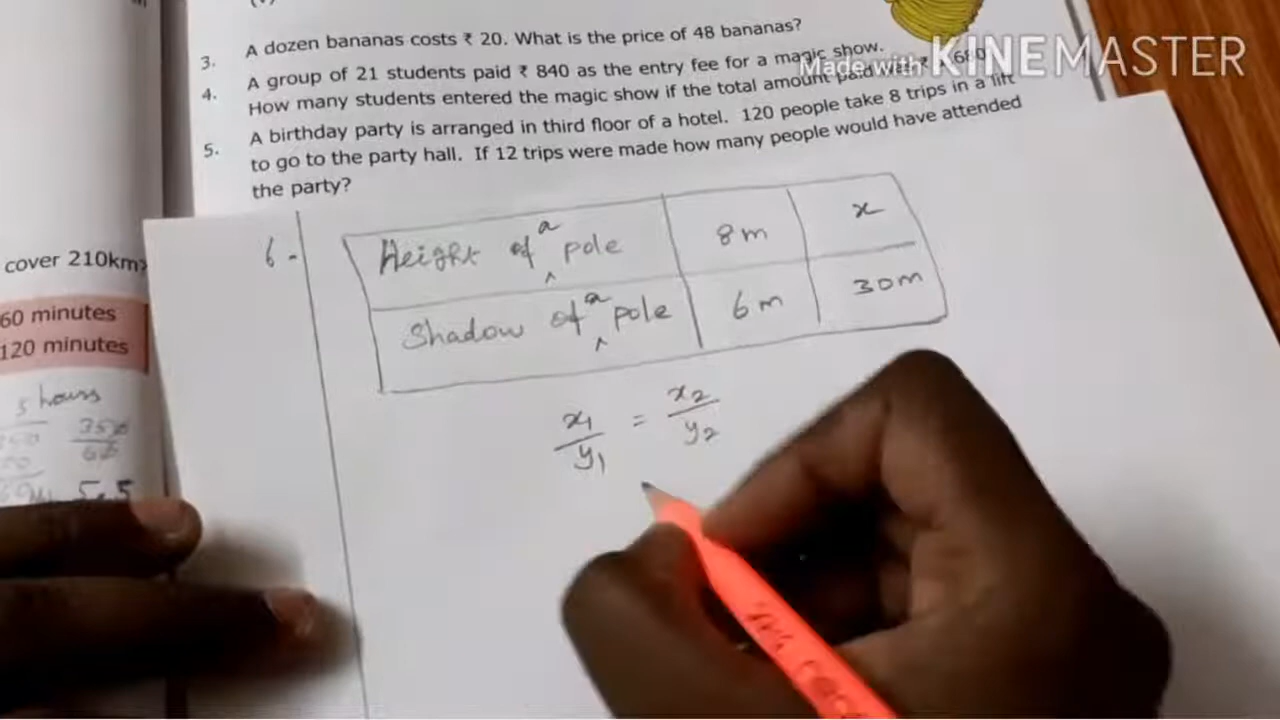 3. A dozen bananas costs ₹ 20. What is the price of 48 bananas?
4. A group of 21 students paid ₹ 840 as the entry fee for a magic show.
How many students entered the magic show if the total amount paid was ₹
5. A birthday party is arranged in third floor of a hotel. 120 people take 8 trips in a lift
to go to the party hall. If 12 trips were made how many people would have attended
the party?
Made with KINEMASTER
cover 210km
60 minutes
120 minutes
5 hours
350
60
5.5
6 -
Height of a pole 8 m x
Shadow of a pole 6 m 30m
x1/y1 = x2/y2